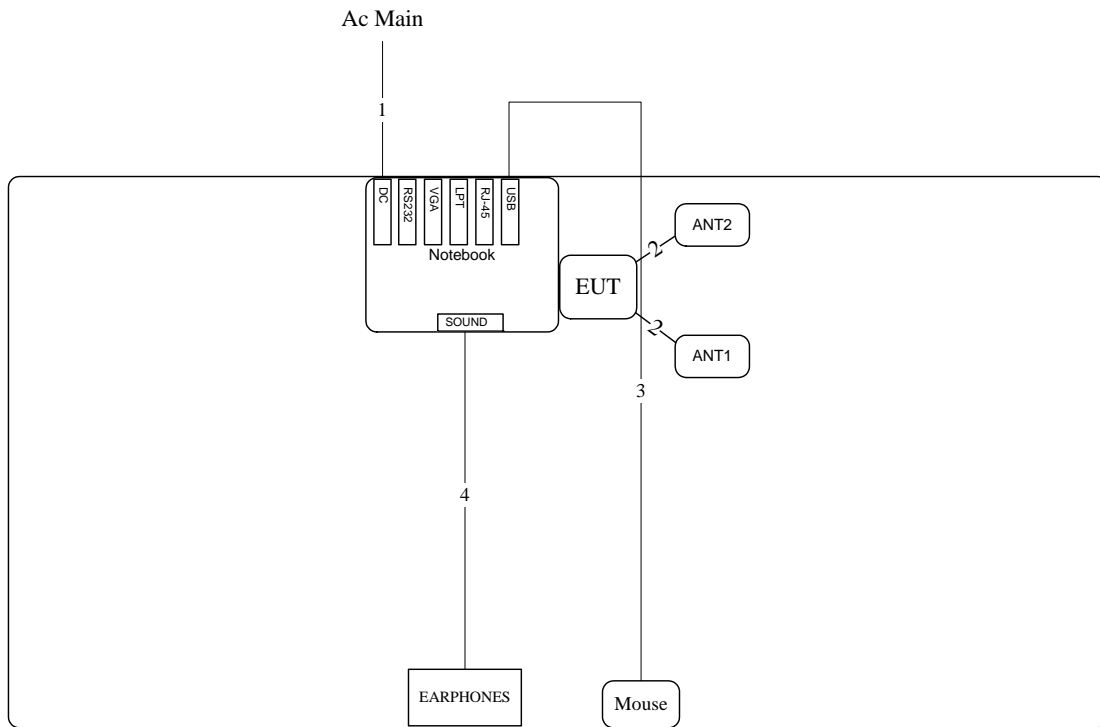 Ac Main
1
DC
RS232
VGA
LPT
RJ-45
USB
Notebook
ANT2
2
EUT
SOUND
2
ANT1
3
4
EARPHONES
Mouse